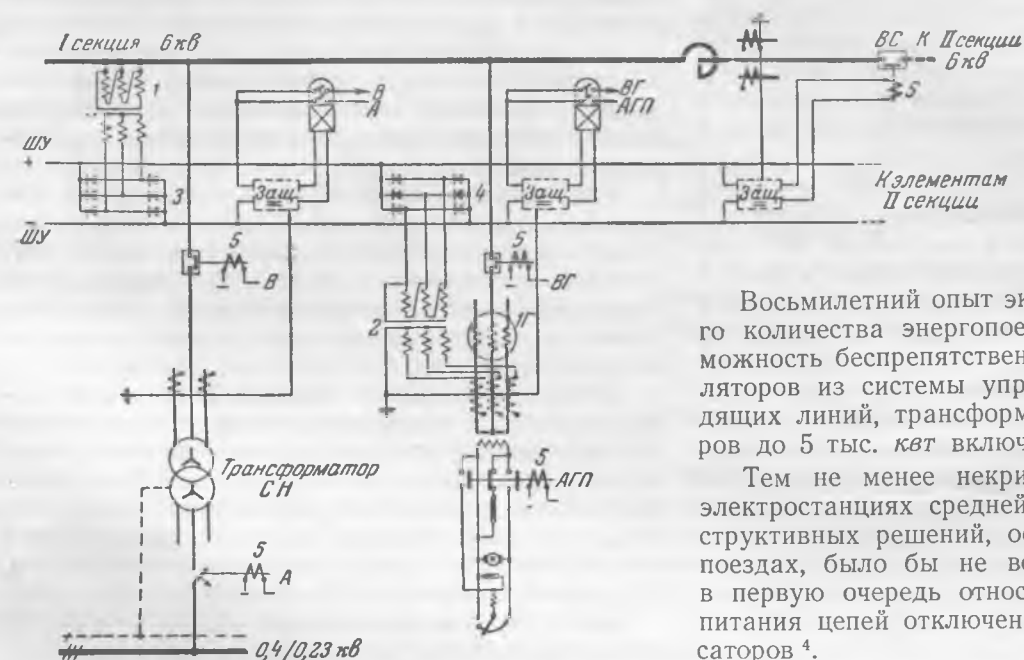 I секция 6 кв
ВС К II секции
6 кв
1
5
В
А
ВГ
АГП
ШУ
+
Защ.
Защ.
Защ.
3
4
К элементам
II секции
ШУ
5
В
5
ВГ
2
1Г
Трансформатор
СН
5
АГП
5
А
0,4/0,23 кв
Восьмилетний опыт эк
го количества энергопое
можность беспрепятствен
ляторов из системы упр
дящих линий, трансформ
ров до 5 тыс. квт включ
Тем не менее некри
электростанциях средней
структивных решений, ос
поездах, было бы не во
в первую очередь относ
питания цепей отключен
саторов ⁴.